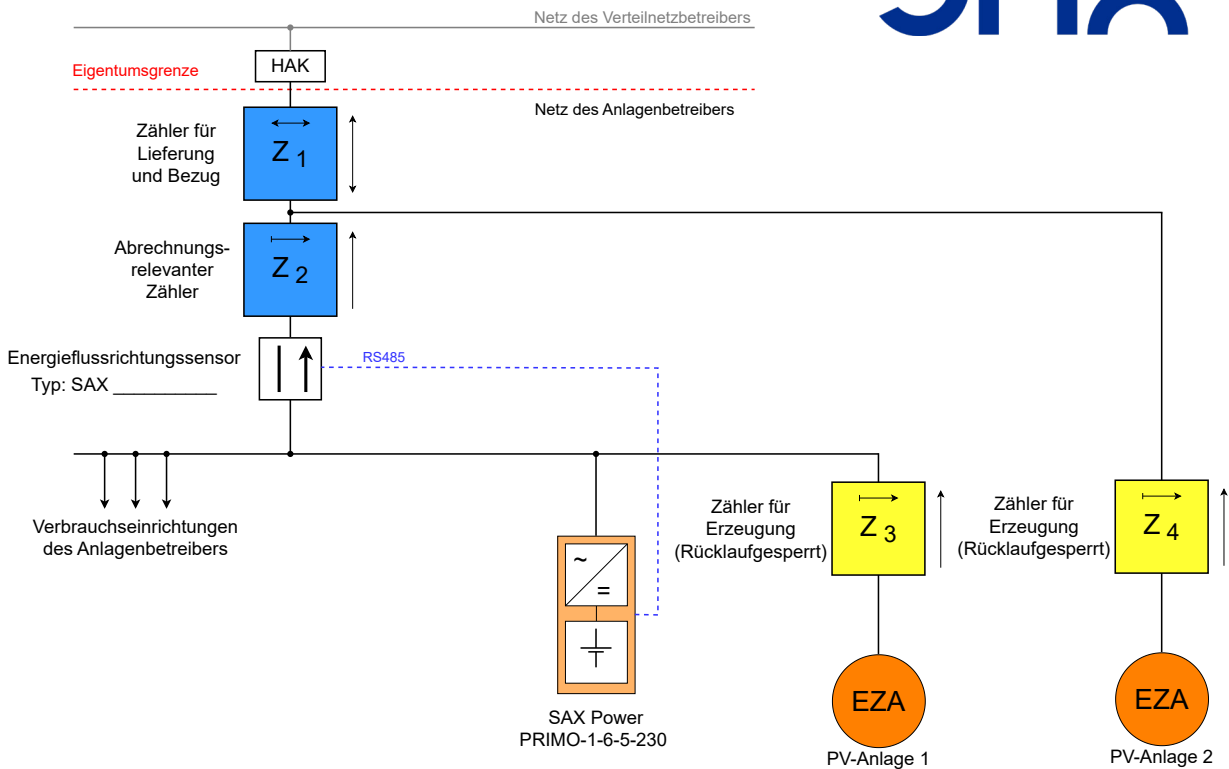 Netz des Verteilnetzbetreibers
HAK
Eigentumsgrenze
Netz des Anlagenbetreibers
Zähler für
Lieferung
und Bezug
Z 1
Abrechnungs-
relevanter
Zähler
Z 2
Energieflussrichtungssensor
Typ: SAX __________
RS485
Verbrauchseinrichtungen
des Anlagenbetreibers
Zähler für
Erzeugung
(Rücklaufgesperrt)
Z 3
Zähler für
Erzeugung
(Rücklaufgesperrt)
Z 4
~
=
SAX Power
PRIMO-1-6-5-230
EZA
PV-Anlage 1
EZA
PV-Anlage 2